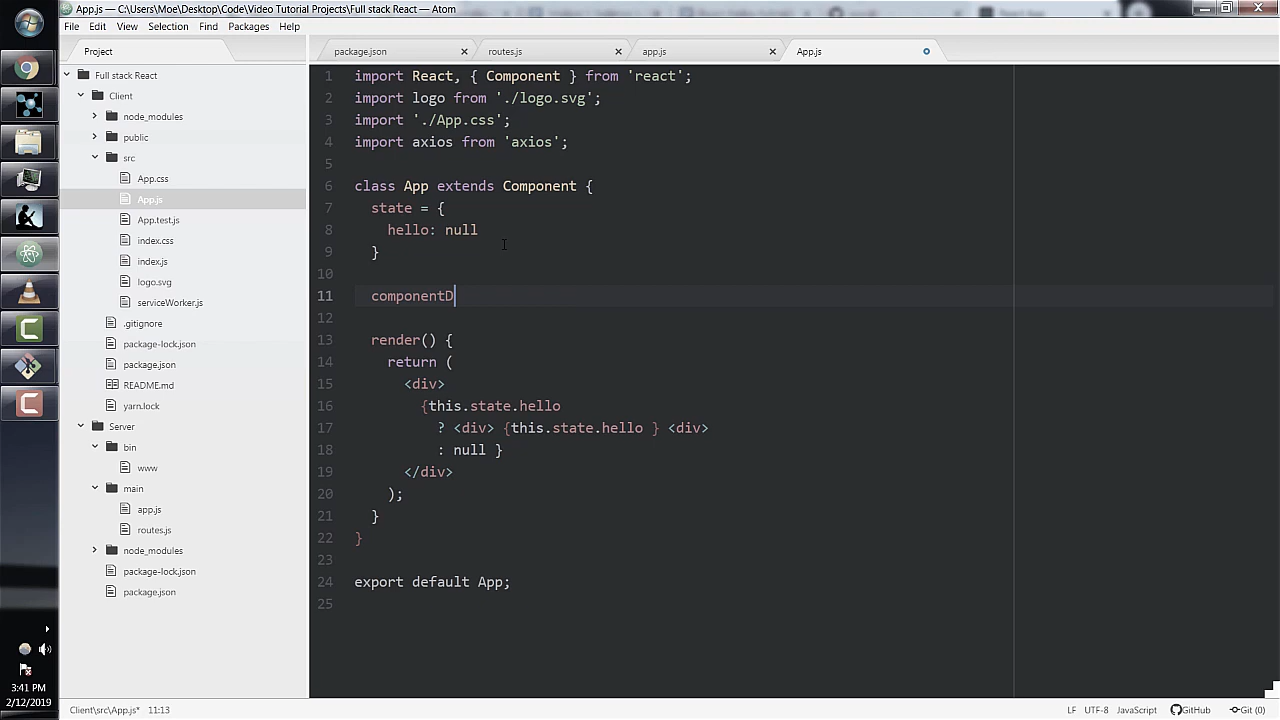 App.js — C:\Users\Moe\Desktop\Code\Video Tutorial Projects\Full stack React — Atom
File Edit View Selection Find Packages Help
Project
package.json
routes.js
app.js
App.js
Full stack React
Client
node_modules
public
src
App.css
App.js
App.test.js
index.css
index.js
logo.svg
serviceWorker.js
.gitignore
package-lock.json
package.json
README.md
yarn.lock
Server
bin
www
main
app.js
routes.js
node_modules
package-lock.json
package.json
1 import React, { Component } from 'react';
2 import logo from './logo.svg';
3 import './App.css';
4 import axios from 'axios';
5
6 class App extends Component {
7 state = {
8 hello: null
9 }
10
11 componentD
12
13 render() {
14 return (
15 <div>
16 {this.state.hello
17 ? <div> {this.state.hello } <div>
18 : null }
19 </div>
20 );
21 }
22 }
23
24 export default App;
25
3:41 PM
2/12/2019
Client\src\App.js* 11:13
LF UTF-8 JavaScript GitHub Git (0)